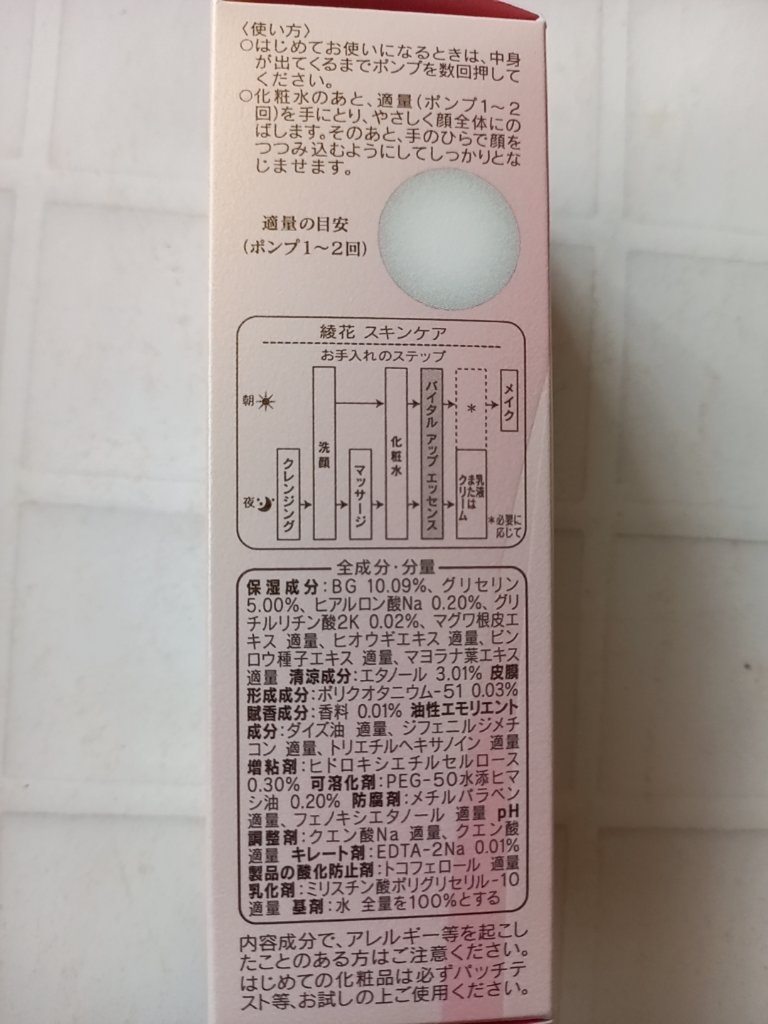 〈使い方〉
○はじめてお使いになるときは、中身
が出てくるまでポンプを数回押して
ください。
○化粧水のあと、適量(ポンプ1〜2
回)を手にとり、やさしく顔全体にの
ばします。そのあと、手のひらで顔を
つつみ込むようにしてしっかりとな
じませます。
適量の目安
(ポンプ1〜2回)
綾花 スキンケア
お手入れのステップ
朝
夜
クレンジング
洗顔
マッサージ
化粧水
バイタル アップ エッセンス
*
乳液
または
クリーム
メイク
*必要に
応じて
全成分・分量
保湿成分:BG 10.09%、グリセリン
5.00%、ヒアルロン酸Na 0.20%、グリ
チルリチン酸2K 0.02%、マグワ根皮エ
キス 適量、ヒオウギエキス 適量、ビン
ロウ種子エキス 適量、マヨラナ葉エキス
適量 清涼成分:エタノール 3.01% 皮膜
形成成分:ポリクオタニウム-51 0.03%
賦香成分:香料 0.01% 油性エモリエント
成分:ダイズ油 適量、ジフェニルジメチ
コン 適量、トリエチルヘキサノイン 適量
増粘剤:ヒドロキシエチルセルロース
0.30% 可溶化剤:PEG-50水添ヒマ
シ油 0.20% 防腐剤:メチルパラベン
適量、フェノキシエタノール 適量 pH
調整剤:クエン酸Na 適量、クエン酸
適量 キレート剤:EDTA-2Na 0.01%
製品の酸化防止剤:トコフェロール 適量
乳化剤:ミリスチン酸ポリグリセリル-10
適量 基剤:水 全量を100%とする
内容成分で、アレルギー等を起こし
たことのある方はご注意ください。
はじめての化粧品は必ずパッチテ
スト等、お試しの上ご使用ください。